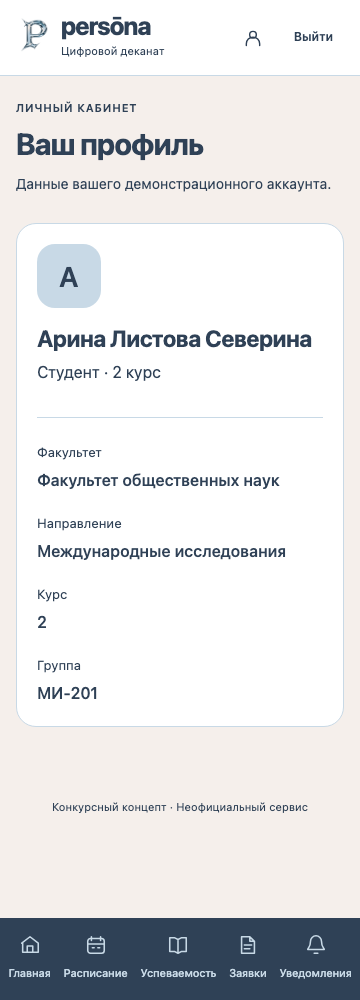 persōna
Цифровой деканат
Выйти
ЛИЧНЫЙ КАБИНЕТ
Ваш профиль
Данные вашего демонстрационного аккаунта.
А
Арина Листова Северина
Студент · 2 курс
Факультет
Факультет общественных наук
Направление
Международные исследования
Курс
2
Группа
МИ-201
Конкурсный концепт · Неофициальный сервис
Главная Расписание Успеваемость Заявки Уведомления